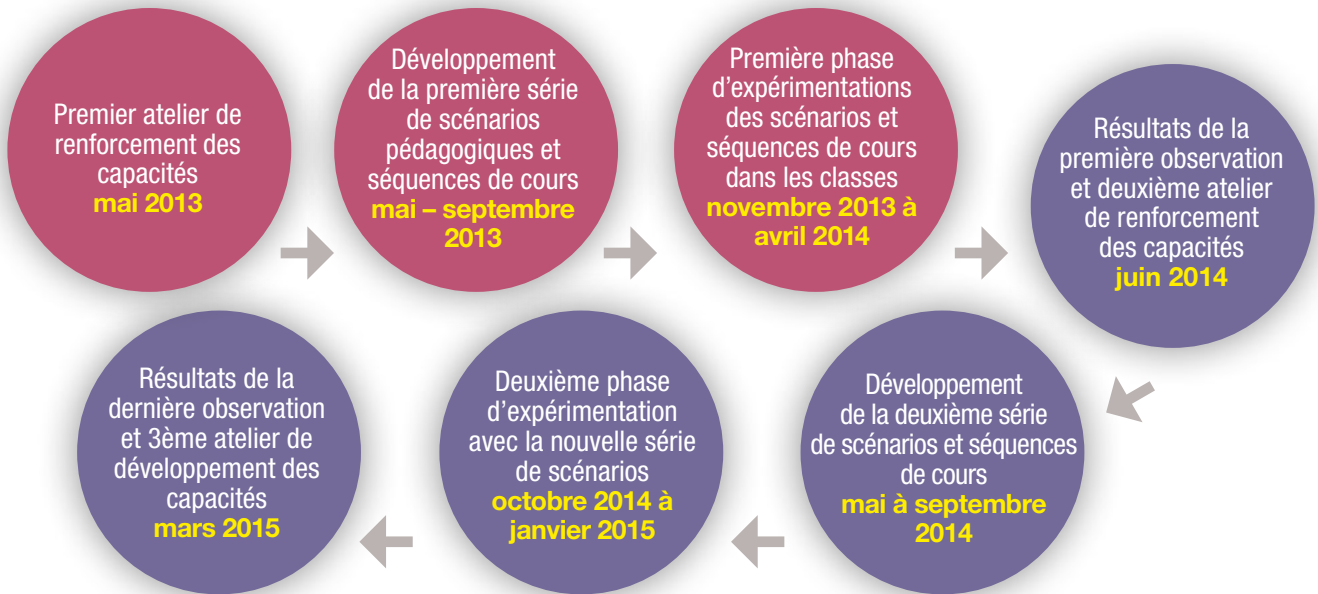 Premier atelier de
renforcement des
capacités
mai 2013
Développement
de la première série
de scénarios
pédagogiques et
séquences de cours
mai – septembre
2013
Première phase
d’expérimentations
des scénarios et
séquences de cours
dans les classes
novembre 2013 à
avril 2014
Résultats de la
première observation
et deuxième atelier
de renforcement
des capacités
juin 2014
Développement
de la deuxième série
de scénarios et séquences
de cours
mai à septembre
2014
Deuxième phase
d’expérimentation
avec la nouvelle série
de scénarios
octobre 2014 à
janvier 2015
Résultats de la
dernière observation
et 3ème atelier de
développement des
capacités
mars 2015